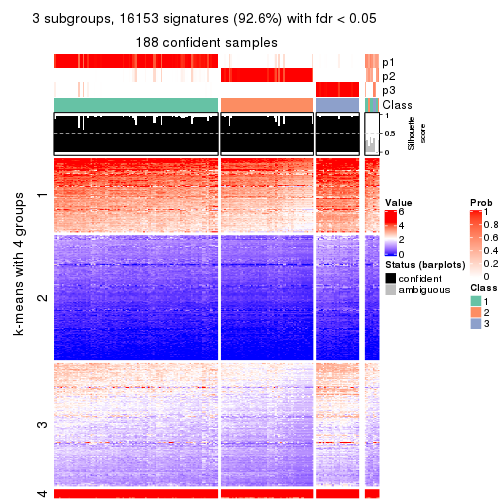 3 subgroups, 16153 signatures (92.6%) with fdr < 0.05
188 confident samples
p1
p2
p3
Class
1
0.5
0
Silhouette
score
k-means with 4 groups
1
2
3
4
Value
6
4
2
0
Status (barplots)
confident
ambiguous
Prob
1
0.8
0.6
0.4
0.2
0
Class
1
2
3